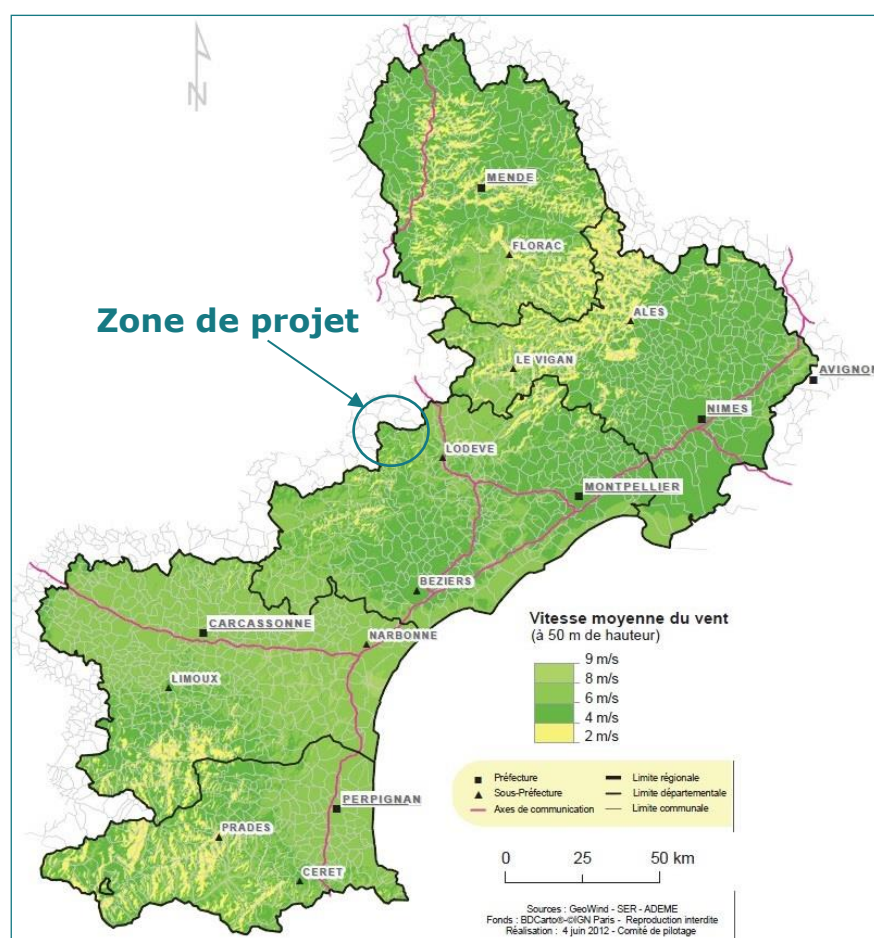 N
MENDE
FLORAC
ALES
Zone de projet
LE VIGAN
AVIGNON
NIMES
LODEVE
MONTPELLIER
BEZIERS
CARCASSONNE
NARBONNE
LIMOUX
PERPIGNAN
PRADES
CERET
Vitesse moyenne du vent
(à 50 m de hauteur)
9 m/s
8 m/s
6 m/s
4 m/s
2 m/s
Préfecture
Sous-Préfecture
Axes de communication
Limite régionale
Limite départementale
Limite communale
0 25 50 km
Sources : GeoWind - SER - ADEME
Fonds : BDCarto®-©IGN Paris - Reproduction interdite
Réalisation : 4 juin 2012 - Comité de pilotage